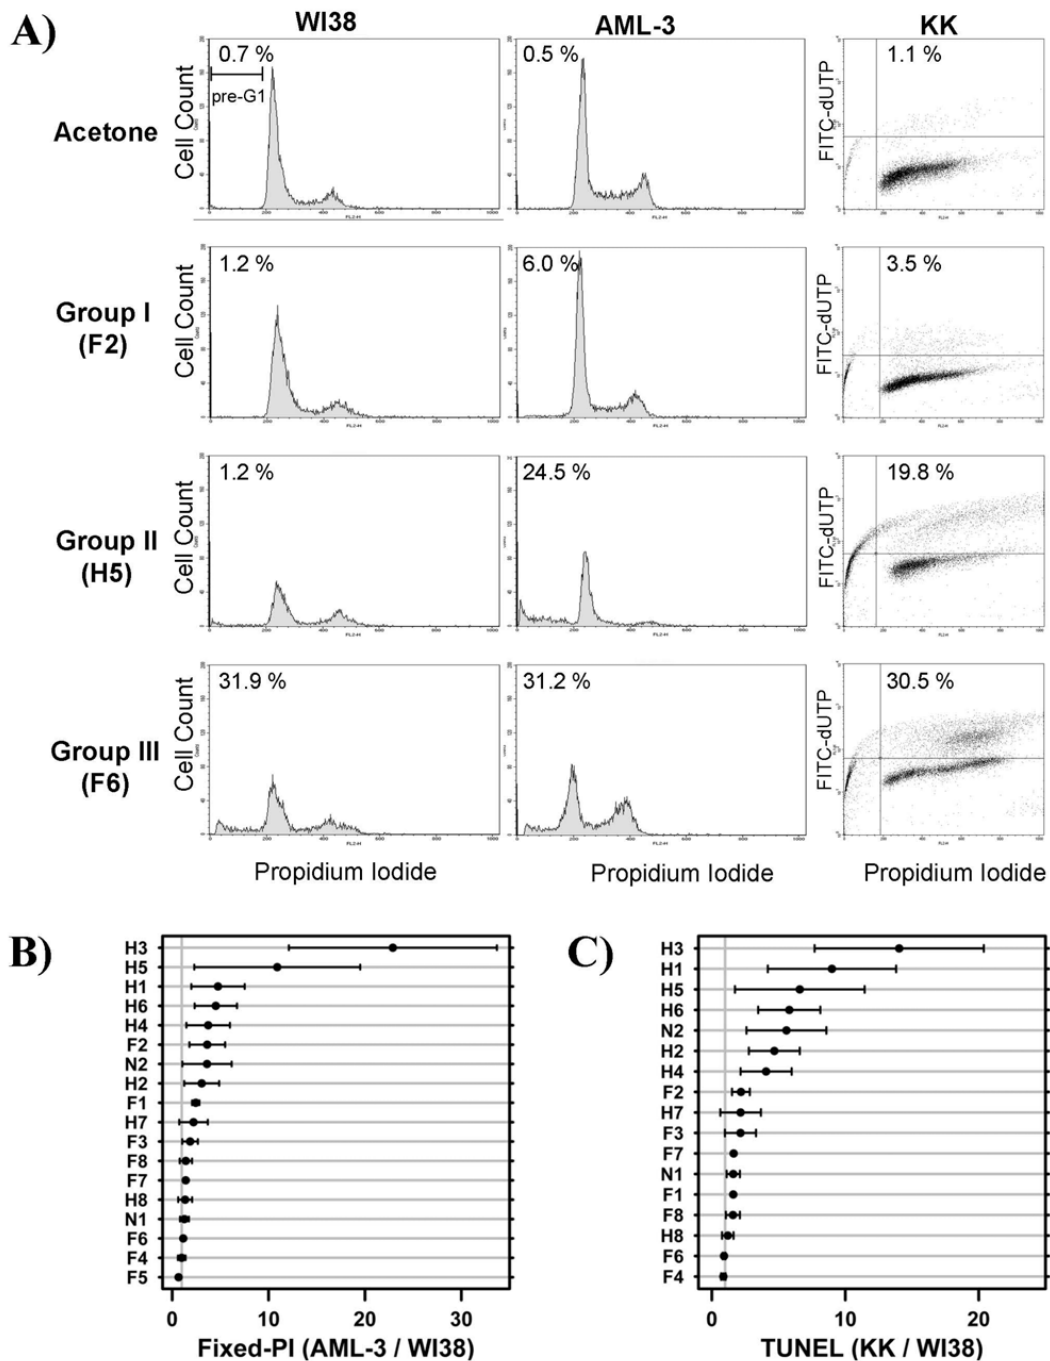 A)
WI38
AML-3
KK
Acetone
Cell Count
0.7 %
pre-G1
0.5 %
FITC-dUTP
1.1 %
Group I
(F2)
Cell Count
1.2 %
6.0%
FITC-dUTP
3.5 %
Group II
(H5)
Cell Count
1.2 %
24.5 %
FITC-dUTP
19.8 %
Group III
(F6)
Cell Count
31.9 %
31.2 %
FITC-dUTP
30.5 %
Propidium Iodide
Propidium Iodide
Propidium Iodide
B)
H3
H5
H1
H6
H4
F2
N2
H2
F1
H7
F3
F8
F7
H8
N1
F6
F4
F5
0 10 20 30
Fixed-PI (AML-3 / WI38)
C)
H3
H1
H5
H6
N2
H2
H4
F2
H7
F3
F7
N1
F1
F8
H8
F6
F4
0 10 20
TUNEL (KK / WI38)